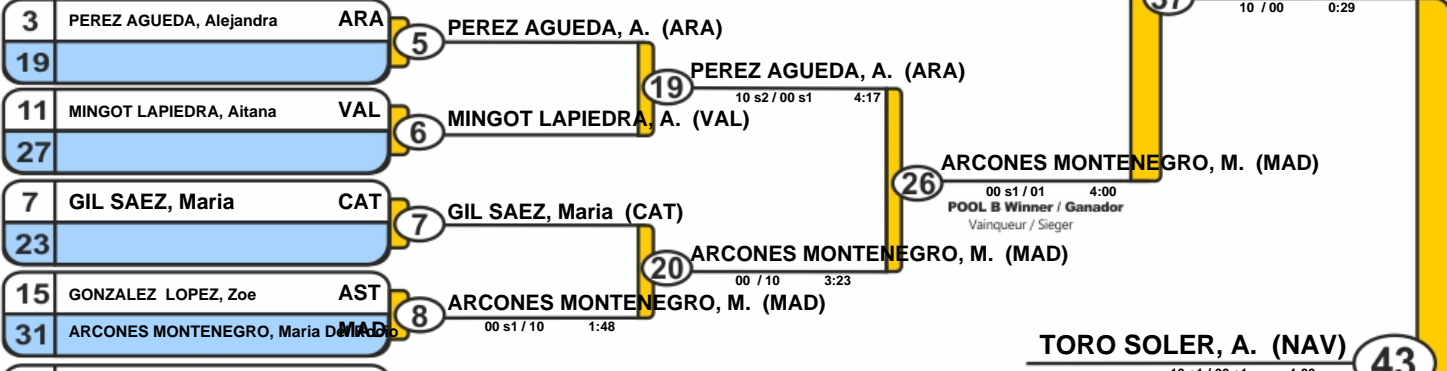 3 PEREZ AGUEDA, Alejandra ARA
19
5
PEREZ AGUEDA, A. (ARA)
11 MINGOT LAPIEDRA, Aitana VAL
27
6
MINGOT LAPIEDRA, A. (VAL)
19
PEREZ AGUEDA, A. (ARA)
10 s2 / 00 s1 4:17
7 GIL SAEZ, Maria CAT
23
7
GIL SAEZ, Maria (CAT)
15 GONZALEZ LOPEZ, Zoe AST
31 ARCONES MONTENEGRO, Maria Del Rocio MAD
8
ARCONES MONTENEGRO, M. (MAD)
00 s1 / 10 1:48
20
ARCONES MONTENEGRO, M. (MAD)
00 / 10 3:23
26
ARCONES MONTENEGRO, M. (MAD)
00 s1 / 01 4:00
POOL B Winner / Ganador
Vainqueur / Sieger
37
10 / 00 0:29
TORO SOLER, A. (NAV)
43